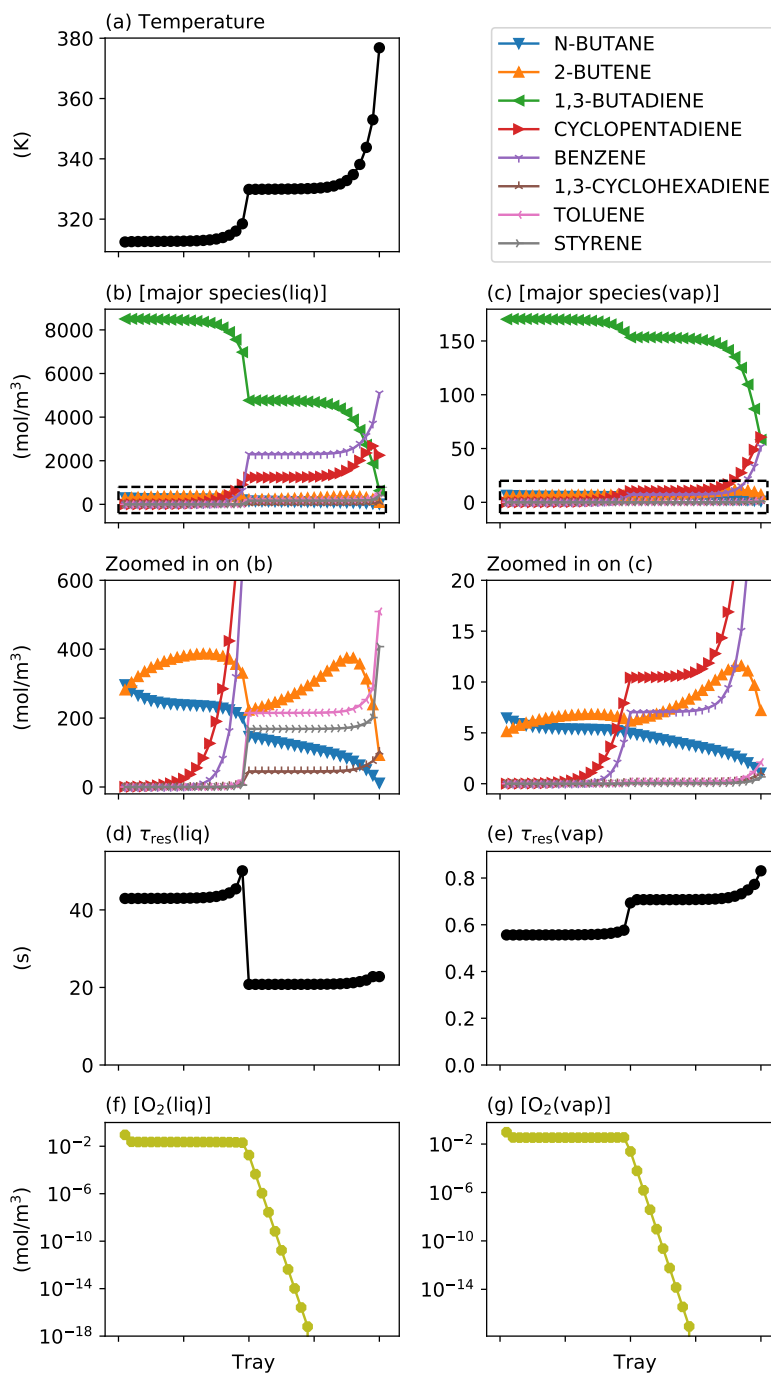 (a) Temperature
380
360
340
320
(K)
N-BUTANE
2-BUTENE
1,3-BUTADIENE
CYCLOPENTADIENE
BENZENE
1,3-CYCLOHEXADIENE
TOLUENE
STYRENE
(b) [major species(liq)]
8000
6000
4000
2000
0
(mol/m³)
(c) [major species(vap)]
150
100
50
0
Zoomed in on (b)
600
400
200
0
(mol/m³)
Zoomed in on (c)
20
15
10
5
0
(d) τres(liq)
40
20
0
(s)
(e) τres(vap)
0.8
0.6
0.4
0.2
0.0
(f) [O₂(liq)]
10⁻²
10⁻⁶
10⁻¹⁰
10⁻¹⁴
10⁻¹⁸
(mol/m³)
Tray
(g) [O₂(vap)]
10⁻²
10⁻⁶
10⁻¹⁰
10⁻¹⁴
Tray